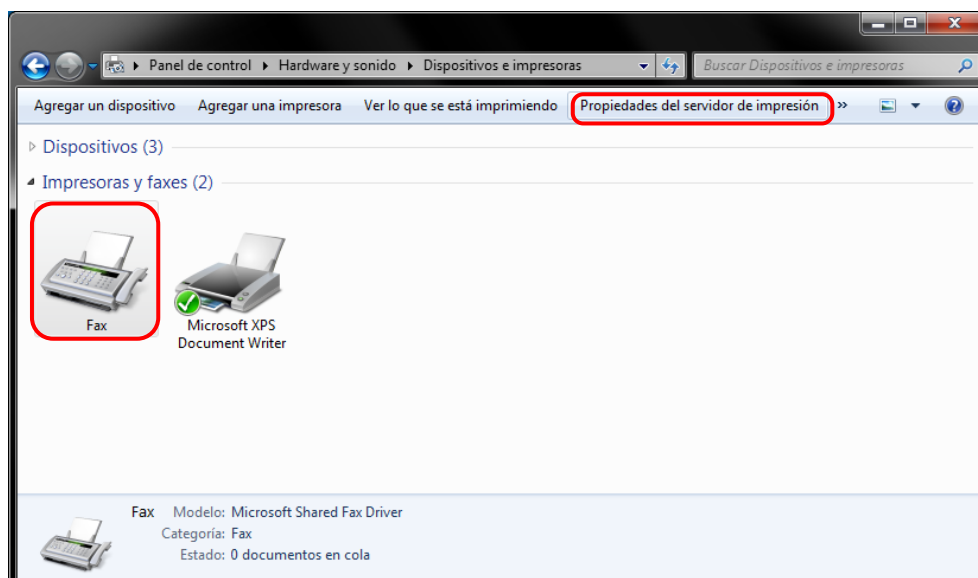 Panel de control ▸ Hardware y sonido ▸ Dispositivos e impresoras
Buscar Dispositivos e impresoras
Agregar un dispositivo Agregar una impresora Ver lo que se está imprimiendo Propiedades del servidor de impresión »
Dispositivos (3)
Impresoras y faxes (2)
Fax
Microsoft XPS
Document Writer
Fax Modelo: Microsoft Shared Fax Driver
Categoría: Fax
Estado: 0 documentos en cola